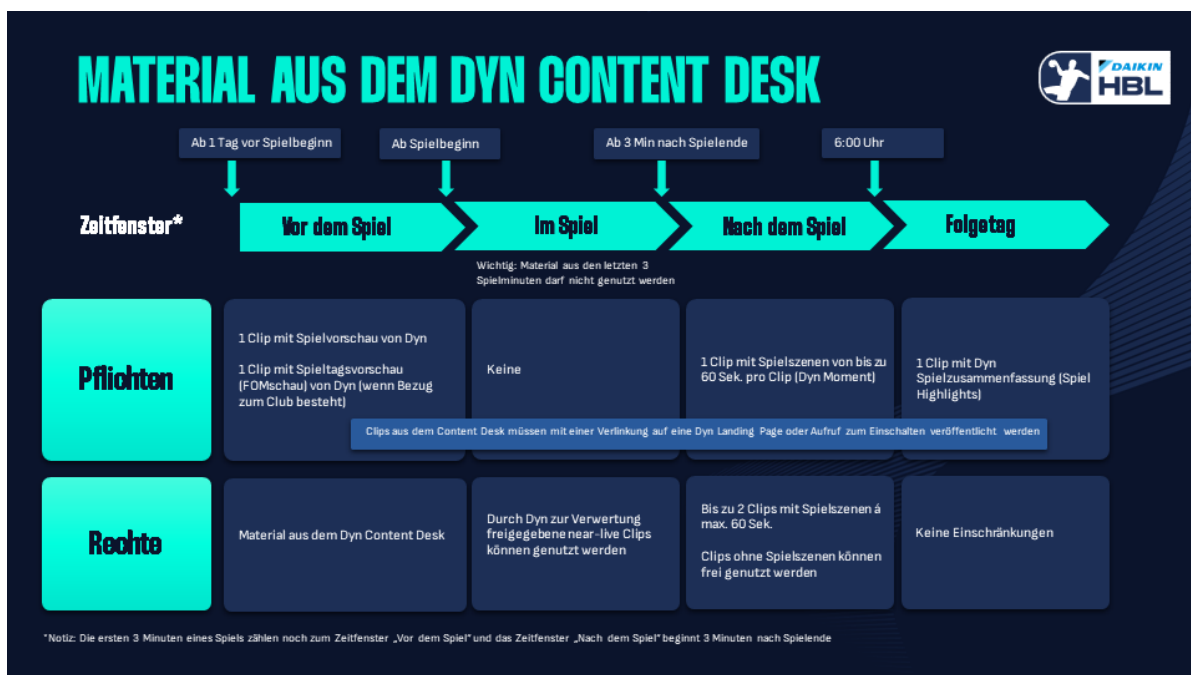 MATERIAL AUS DEM DYN CONTENT DESK
DAIKIN
HBL
Ab 1 Tag vor Spielbeginn
Ab Spielbeginn
Ab 3 Min nach Spielende
6:00 Uhr
Zeitfenster*
Vor dem Spiel
Im Spiel
Nach dem Spiel
Folgetag
Wichtig: Material aus den letzten 3
Spielminuten darf nicht genutzt werden
Pflichten
1 Clip mit Spielvorschau von Dyn
1 Clip mit Spieltagsvorschau
(FOMschau) von Dyn (wenn Bezug
zum Club besteht)
Keine
1 Clip mit Spielszenen von bis zu
60 Sek. pro Clip (Dyn Moment)
1 Clip mit Dyn
Spielzusammenfassung (Spiel
Highlights)
Clips aus dem Content Desk müssen mit einer Verlinkung auf eine Dyn Landing Page oder Aufruf zum Einschalten veröffentlicht werden
Rechte
Material aus dem Dyn Content Desk
Durch Dyn zur Verwertung
freigegebene near-live Clips
können genutzt werden
Bis zu 2 Clips mit Spielszenen á
max. 60 Sek.
Clips ohne Spielszenen können
frei genutzt werden
Keine Einschränkungen
*Notiz: Die ersten 3 Minuten eines Spiels zählen noch zum Zeitfenster „Vor dem Spiel" und das Zeitfenster „Nach dem Spiel" beginnt 3 Minuten nach Spielende